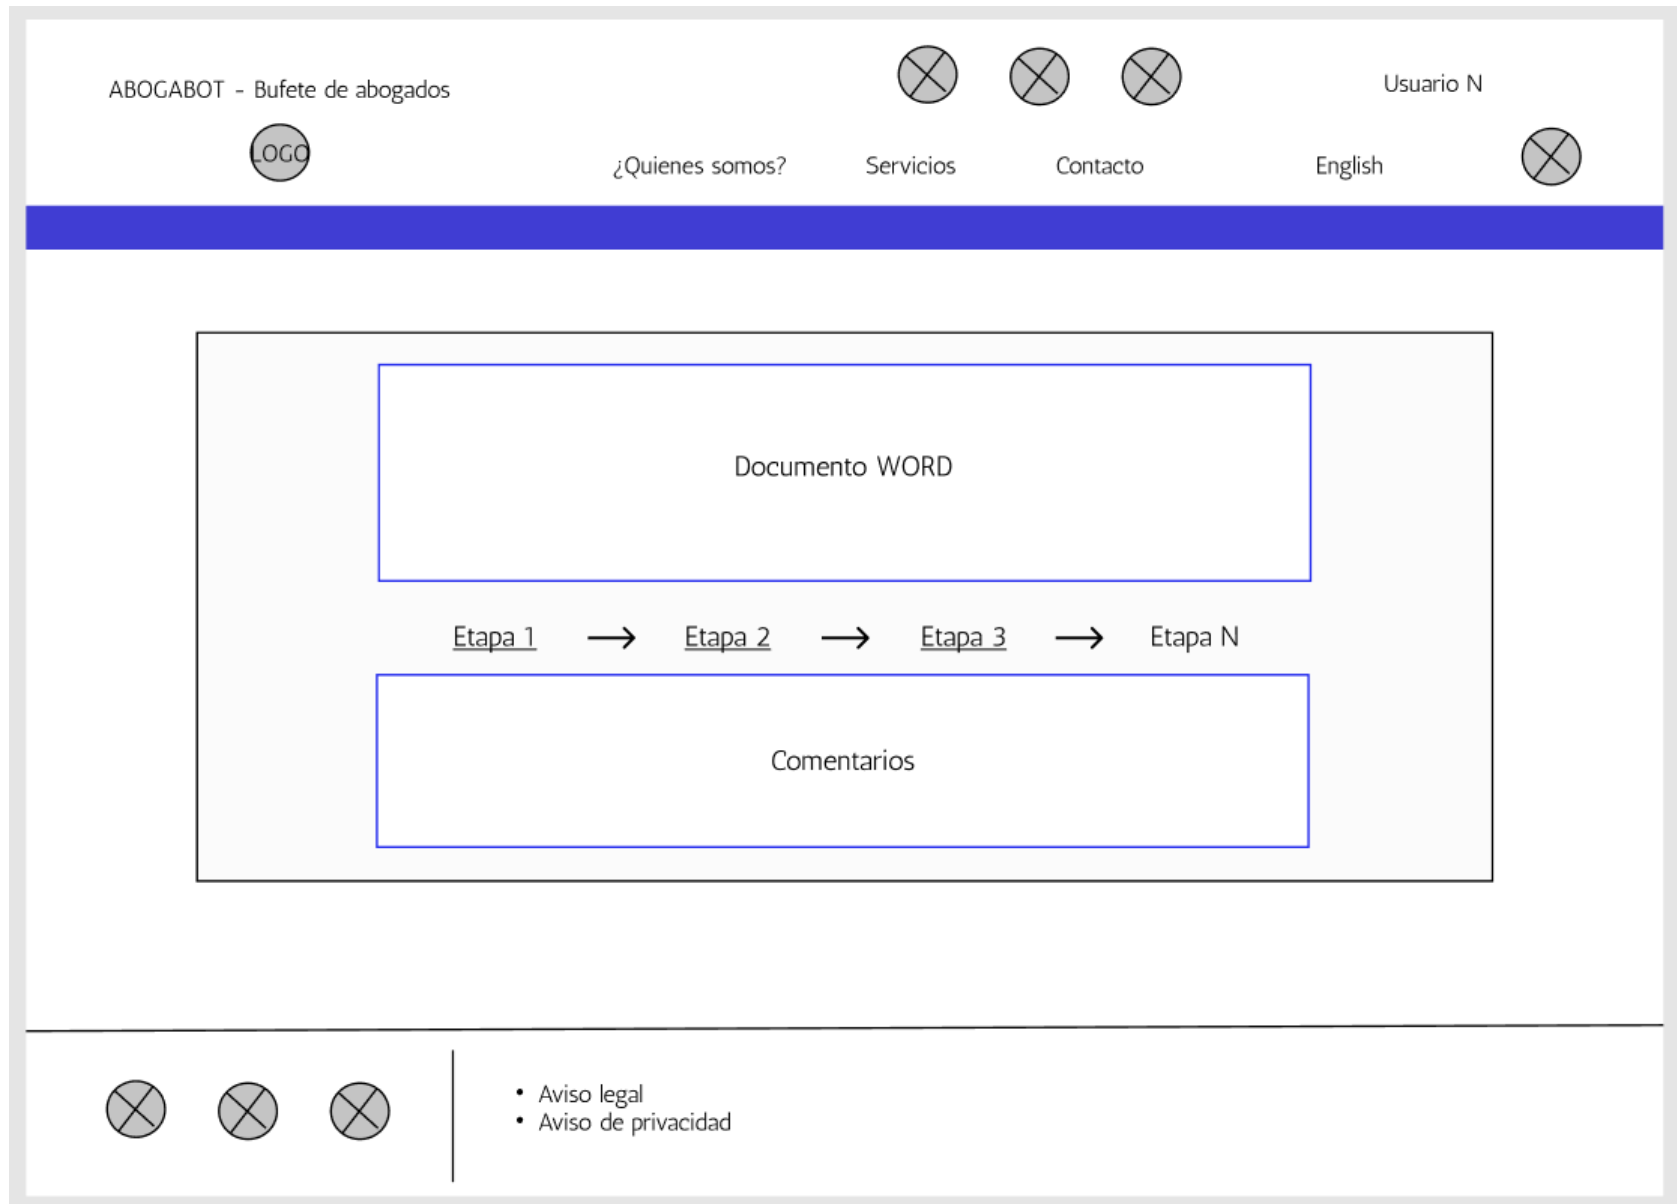 ABOGABOT - Bufete de abogados
Usuario N
LOGO
¿Quienes somos? Servicios Contacto English
Documento WORD
Etapa 1 → Etapa 2 → Etapa 3 → Etapa N
Comentarios
• Aviso legal
• Aviso de privacidad